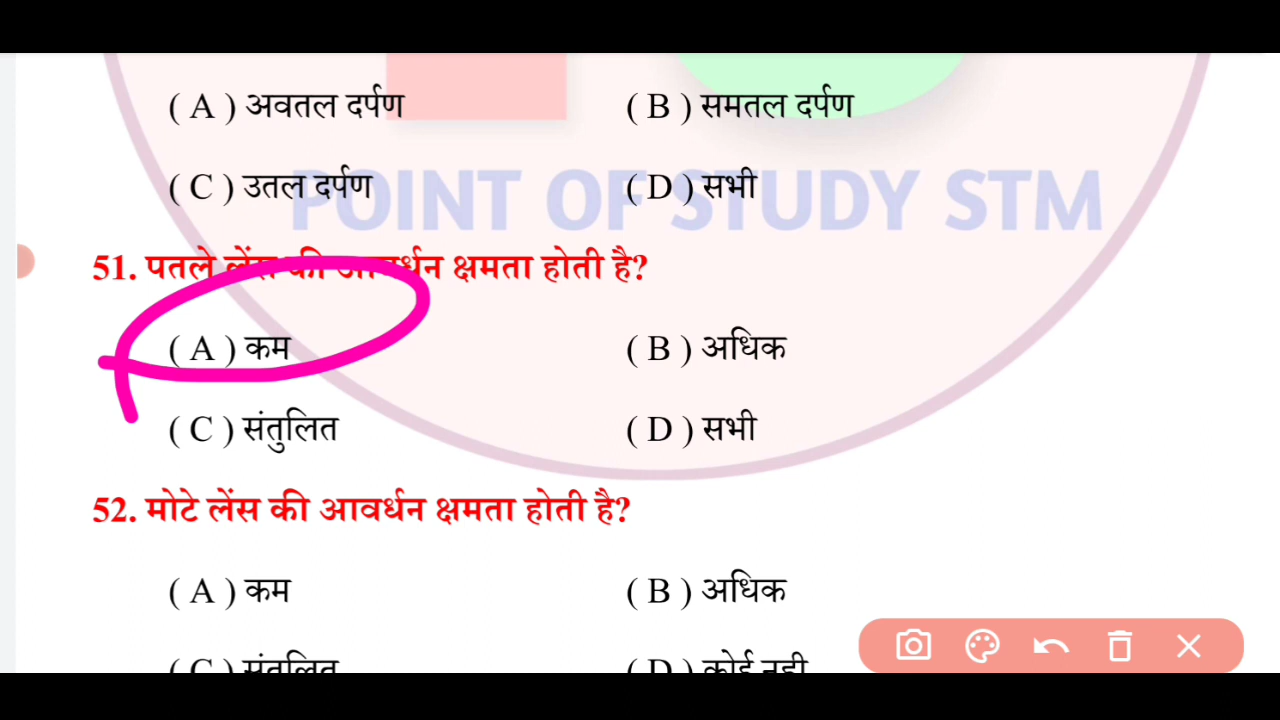 ( A ) अवतल दर्पण ( B ) समतल दर्पण
( C ) उतल दर्पण ( D ) सभी
POINT OF STUDY STM
51. पतले लेंस की आवर्धन क्षमता होती है?
( A ) कम ( B ) अधिक
( C ) संतुलित ( D ) सभी
52. मोटे लेंस की आवर्धन क्षमता होती है?
( A ) कम ( B ) अधिक
( C ) संतुलित ( D ) कोई नही